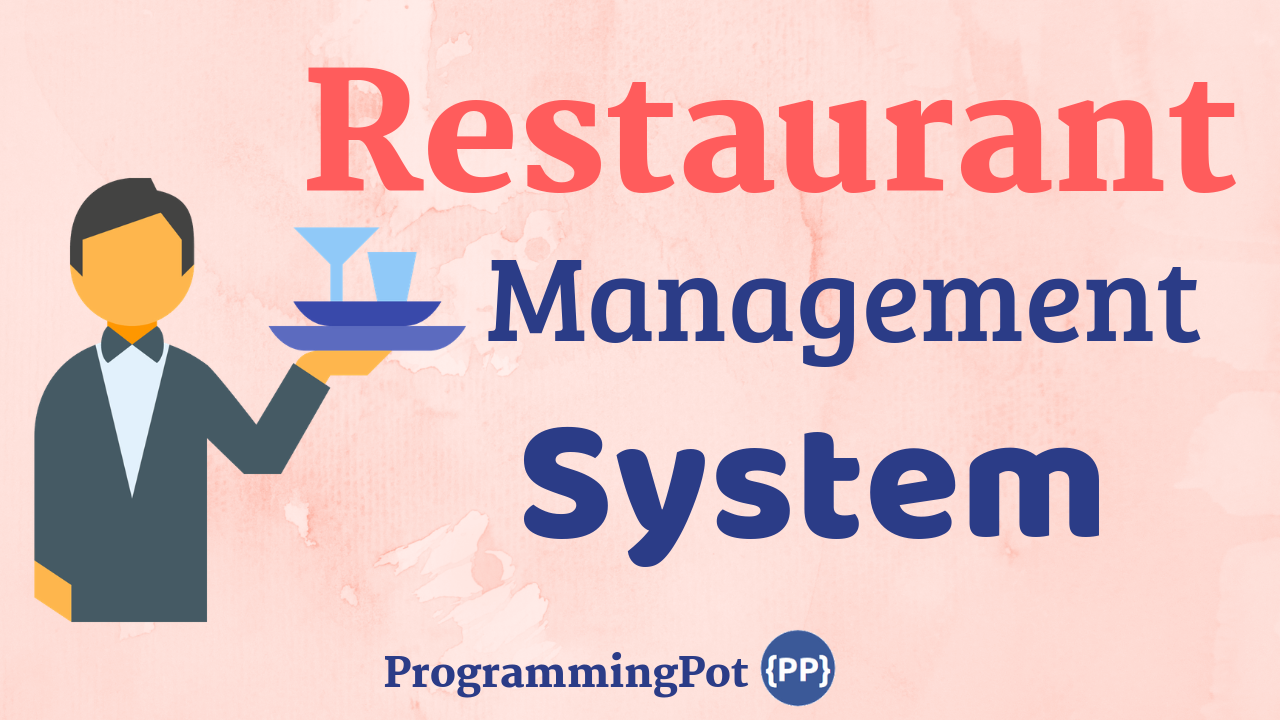 Restaurant
Management
System
ProgrammingPot {PP}